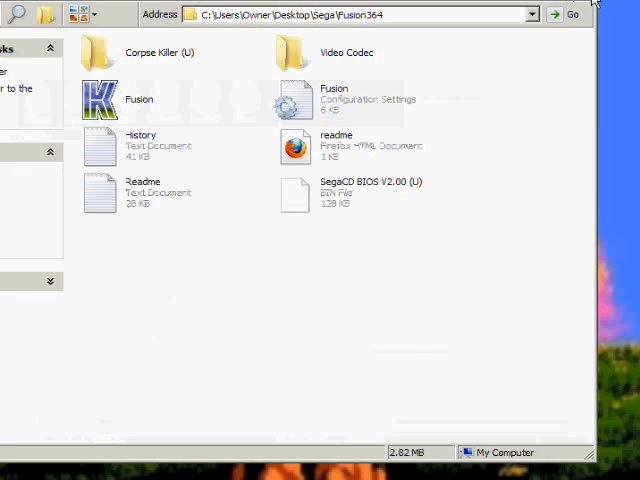 Address C:\Users\Owner\Desktop\Sega\Fusion364 Go
sks
er
er to the
Corpse Killer (U)
Video Codec
Fusion
Fusion
Configuration Settings
6 KB
History
Text Document
41 KB
readme
Firefox HTML Document
1 KB
Readme
Text Document
28 KB
SegaCD BIOS V2.00 (U)
BIN File
128 KB
2.82 MB My Computer